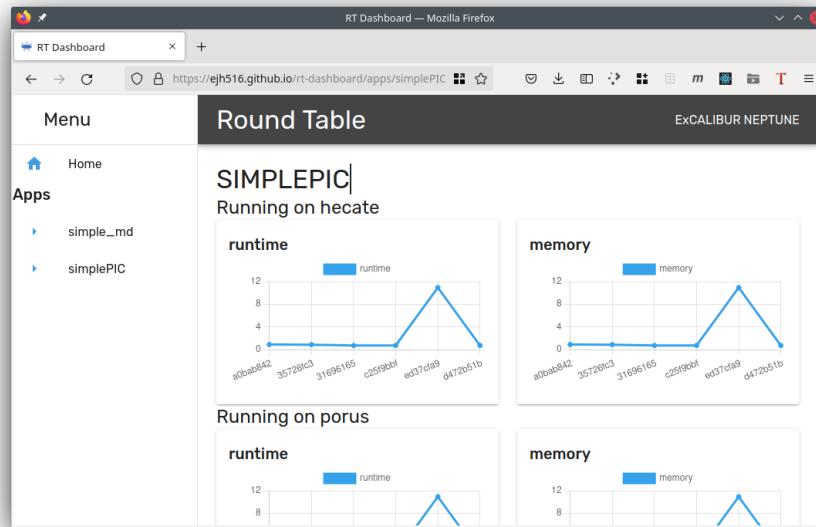 RT Dashboard — Mozilla Firefox
RT Dashboard
https://ejh516.github.io/rt-dashboard/apps/simplePIC
m
T
Menu
Round Table
ExCALIBUR NEPTUNE
Home
Apps
simple_md
simplePIC
SIMPLEPIC
Running on hecate
runtime
runtime
12
8
4
0
a0bab842
35726fc3
31696165
c25f9bbf
ed37cfa9
d472b51b
memory
memory
12
8
4
0
a0bab842
35726fc3
31696165
c25f9bbf
ed37cfa9
d472b51b
Running on porus
runtime
runtime
12
8
4
memory
memory
12
8
4